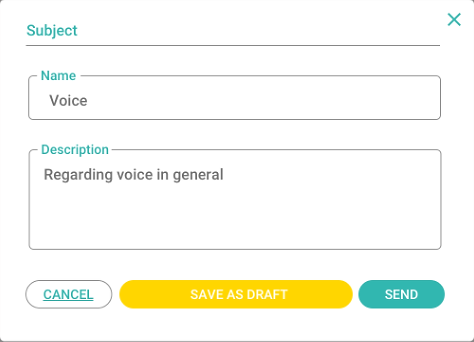 Subject
Name
Voice
Description
Regarding voice in general
CANCEL
SAVE AS DRAFT
SEND